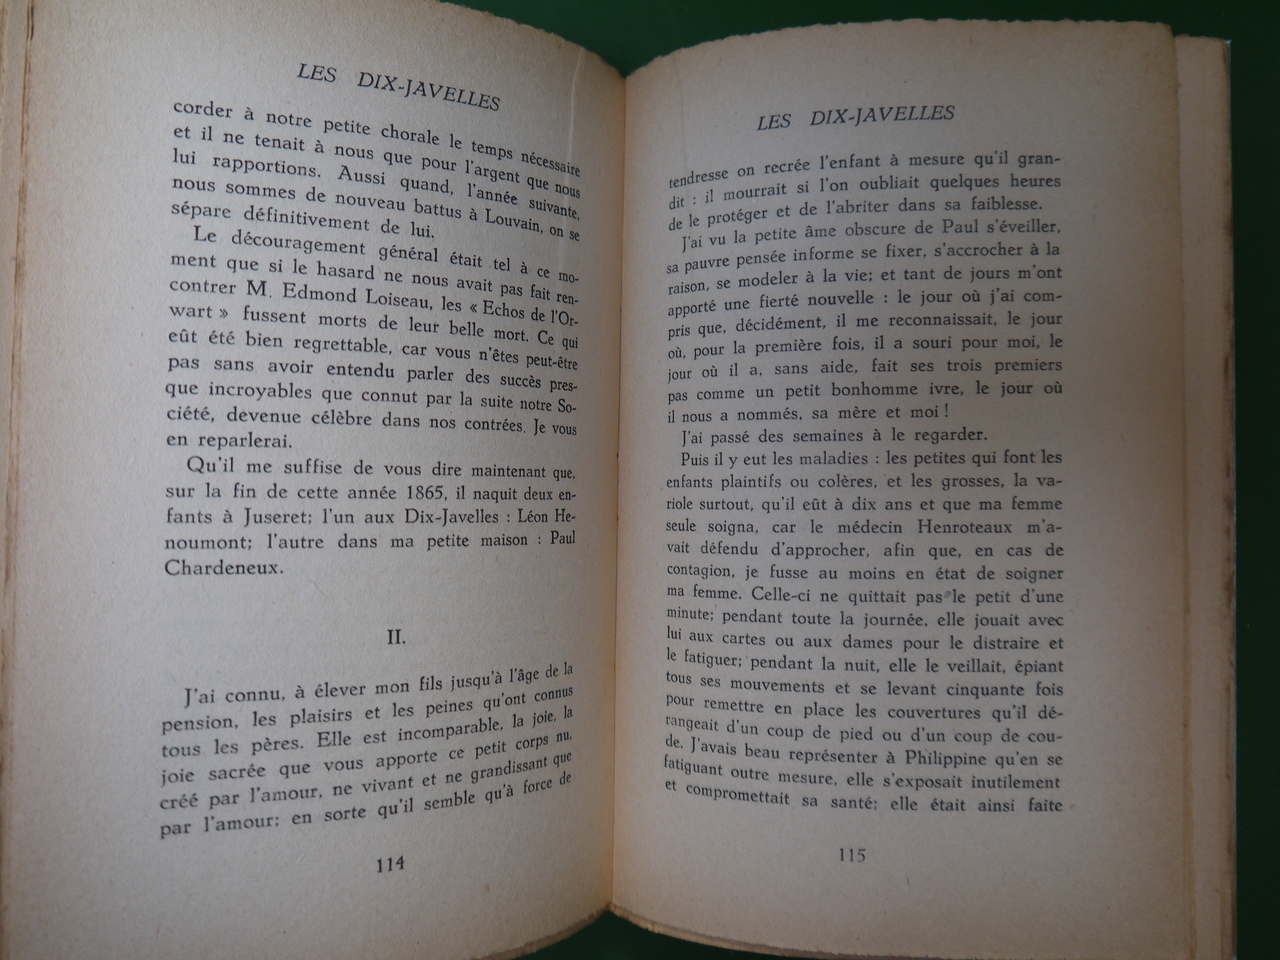 LES DIX-JAVELLES
corder à notre petite chorale le temps nécessaire
et il ne tenait à nous que pour l'argent que nous
lui rapportions. Aussi quand, l'année suivante,
nous sommes de nouveau battus à Louvain, on se
sépare définitivement de lui.
Le découragement général était tel à ce mo-
ment que si le hasard ne nous avait pas fait ren-
contrer M. Edmond Loiseau, les « Echos de l'Or-
wart » fussent morts de leur belle mort. Ce qui
eût été bien regrettable, car vous n'êtes peut-être
pas sans avoir entendu parler des succès pres-
que incroyables que connut par la suite notre So-
ciété, devenue célèbre dans nos contrées. Je vous
en reparlerai.
Qu'il me suffise de vous dire maintenant que,
sur la fin de cette année 1865, il naquit deux en-
fants à Juseret; l'un aux Dix-Javelles : Léon He-
noumont; l'autre dans ma petite maison : Paul
Chardeneux.
II.
J'ai connu, à élever mon fils jusqu'à l'âge de la
pension, les plaisirs et les peines qu'ont connus
tous les pères. Elle est incomparable, la joie, la
joie sacrée que vous apporte ce petit corps nu,
créé par l'amour, ne vivant et ne grandissant que
par l'amour; en sorte qu'il semble qu'à force de
114
LES DIX-JAVELLES
tendresse on recrée l'enfant à mesure qu'il gran-
dit : il mourrait si l'on oubliait quelques heures
de le protéger et de l'abriter dans sa faiblesse.
J'ai vu la petite âme obscure de Paul s'éveiller,
sa pauvre pensée informe se fixer, s'accrocher à la
raison, se modeler à la vie; et tant de jours m'ont
apporté une fierté nouvelle : le jour où j'ai com-
pris que, décidément, il me reconnaissait, le jour
où, pour la première fois, il a souri pour moi, le
jour où il a, sans aide, fait ses trois premiers
pas comme un petit bonhomme ivre, le jour où
il nous a nommés, sa mère et moi !
J'ai passé des semaines à le regarder.
Puis il y eut les maladies : les petites qui font les
enfants plaintifs ou colères, et les grosses, la va-
riole surtout, qu'il eût à dix ans et que ma femme
seule soigna, car le médecin Henroteaux m'a-
vait défendu d'approcher, afin que, en cas de
contagion, je fusse au moins en état de soigner
ma femme. Celle-ci ne quittait pas le petit d'une
minute; pendant toute la journée, elle jouait avec
lui aux cartes ou aux dames pour le distraire et
le fatiguer; pendant la nuit, elle le veillait, épiant
tous ses mouvements et se levant cinquante fois
pour remettre en place les couvertures qu'il dé-
rangeait d'un coup de pied ou d'un coup de cou-
de. J'avais beau représenter à Philippine qu'en se
fatiguant outre mesure, elle s'exposait inutilement
et compromettait sa santé; elle était ainsi faite
115